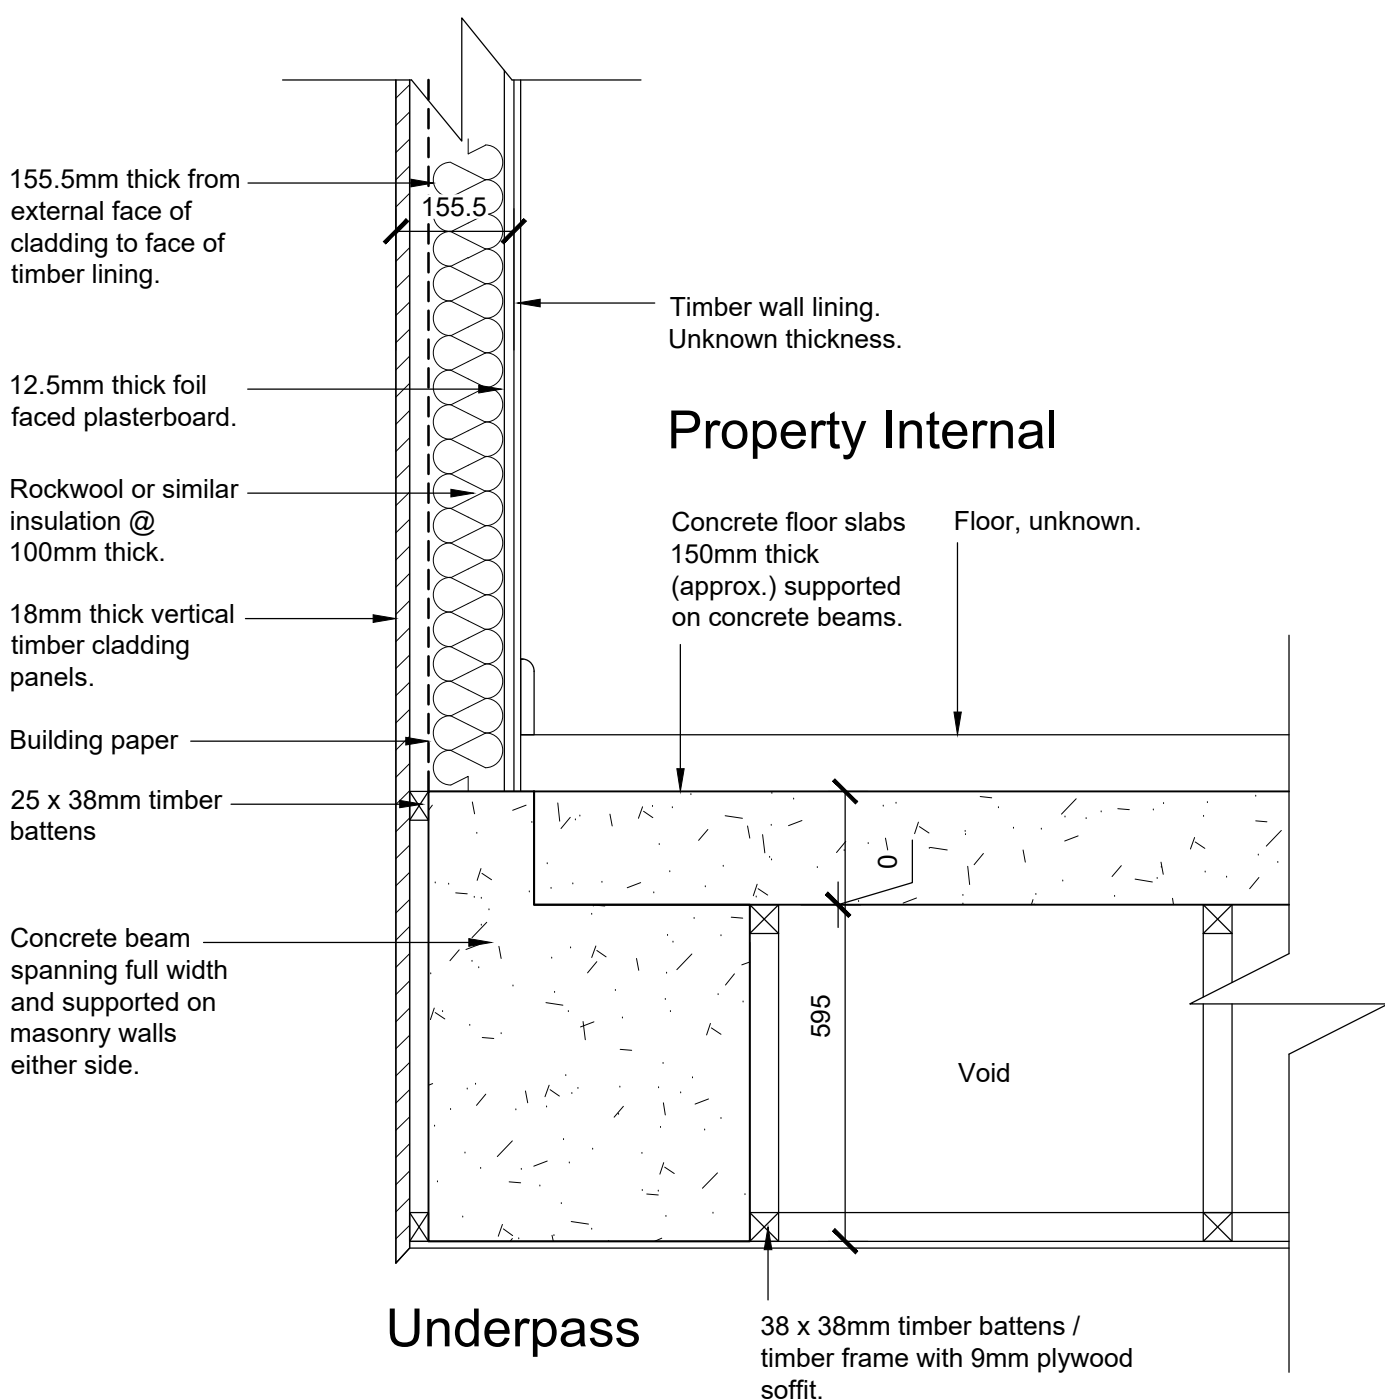 155.5mm thick from
external face of
cladding to face of
timber lining.
155.5
Timber wall lining.
Unknown thickness.
12.5mm thick foil
faced plasterboard.
Property Internal
Rockwool or similar
insulation @
100mm thick.
Concrete floor slabs
150mm thick
(approx.) supported
on concrete beams.
Floor, unknown.
18mm thick vertical
timber cladding
panels.
Building paper
25 x 38mm timber
battens
0
Concrete beam
spanning full width
and supported on
masonry walls
either side.
595
Void
Underpass
38 x 38mm timber battens /
timber frame with 9mm plywood
soffit.